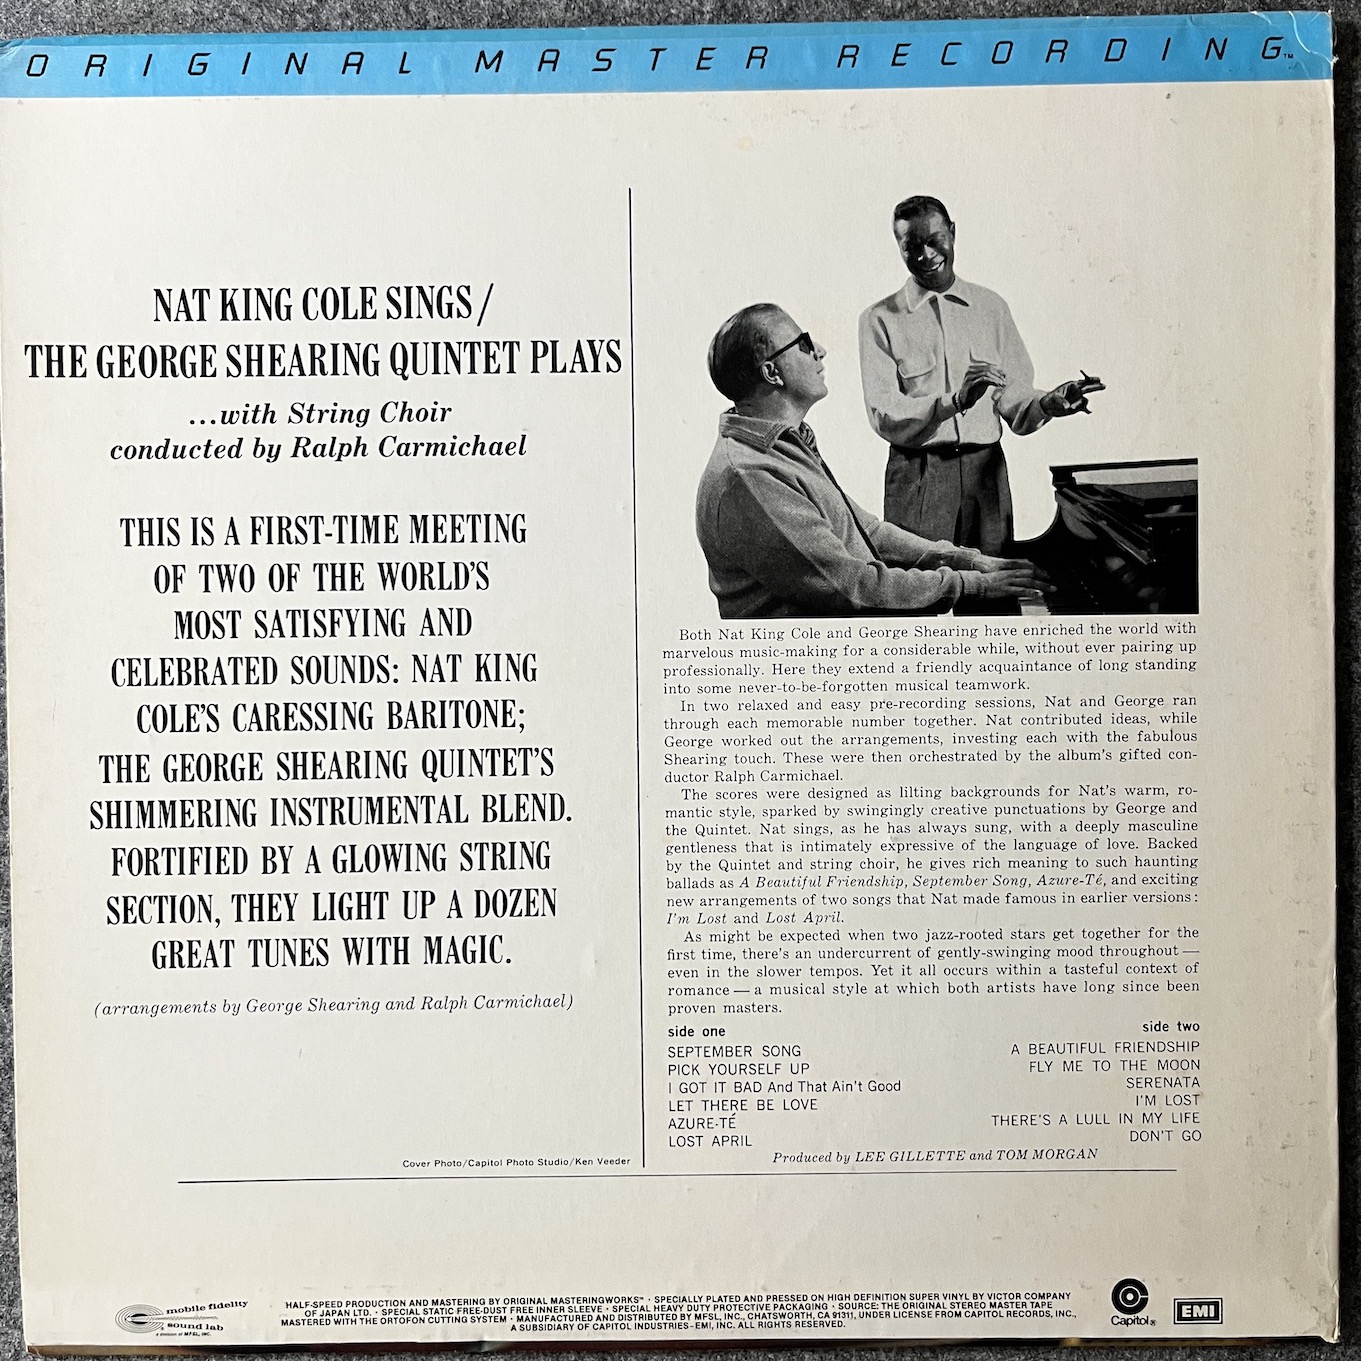 ORIGINAL MASTER RECORDING™
NAT KING COLE SINGS/
THE GEORGE SHEARING QUINTET PLAYS
...with String Choir
conducted by Ralph Carmichael
THIS IS A FIRST-TIME MEETING
OF TWO OF THE WORLD'S
MOST SATISFYING AND
CELEBRATED SOUNDS: NAT KING
COLE'S CARESSING BARITONE;
THE GEORGE SHEARING QUINTET'S
SHIMMERING INSTRUMENTAL BLEND.
FORTIFIED BY A GLOWING STRING
SECTION, THEY LIGHT UP A DOZEN
GREAT TUNES WITH MAGIC.
(arrangements by George Shearing and Ralph Carmichael)
Cover Photo/Capitol Photo Studio/Ken Veeder
Both Nat King Cole and George Shearing have enriched the world with
marvelous music-making for a considerable while, without ever pairing up
professionally. Here they extend a friendly acquaintance of long standing
into some never-to-be-forgotten musical teamwork.
In two relaxed and easy pre-recording sessions, Nat and George ran
through each memorable number together. Nat contributed ideas, while
George worked out the arrangements, investing each with the fabulous
Shearing touch. These were then orchestrated by the album's gifted con-
ductor Ralph Carmichael.
The scores were designed as lilting backgrounds for Nat's warm, ro-
mantic style, sparked by swingingly creative punctuations by George and
the Quintet. Nat sings, as he has always sung, with a deeply masculine
gentleness that is intimately expressive of the language of love. Backed
by the Quintet and string choir, he gives rich meaning to such haunting
ballads as A Beautiful Friendship, September Song, Azure-Té, and exciting
new arrangements of two songs that Nat made famous in earlier versions:
I'm Lost and Lost April.
As might be expected when two jazz-rooted stars get together for the
first time, there's an undercurrent of gently-swinging mood throughout —
even in the slower tempos. Yet it all occurs within a tasteful context of
romance — a musical style at which both artists have long since been
proven masters.
side one
SEPTEMBER SONG
PICK YOURSELF UP
I GOT IT BAD And That Ain't Good
LET THERE BE LOVE
AZURE-TÉ
LOST APRIL
side two
A BEAUTIFUL FRIENDSHIP
FLY ME TO THE MOON
SERENATA
I'M LOST
THERE'S A LULL IN MY LIFE
DON'T GO
Produced by LEE GILLETTE and TOM MORGAN
mobile fidelity
sound lab
a division of MFSL, INC.
HALF-SPEED PRODUCTION AND MASTERING BY ORIGINAL MASTERINGWORKS™ · SPECIALLY PLATED AND PRESSED ON HIGH DEFINITION SUPER VINYL BY VICTOR COMPANY
OF JAPAN LTD. · SPECIAL STATIC FREE-DUST FREE INNER SLEEVE · SPECIAL HEAVY DUTY PROTECTIVE PACKAGING · SOURCE: THE ORIGINAL STEREO MASTER TAPE
MASTERED WITH THE ORTOFON CUTTING SYSTEM · MANUFACTURED AND DISTRIBUTED BY MFSL, INC., CHATSWORTH, CA 91311, UNDER LICENSE FROM CAPITOL RECORDS, INC.,
A SUBSIDIARY OF CAPITOL INDUSTRIES-EMI, INC. ALL RIGHTS RESERVED.
Capitol®
EMI